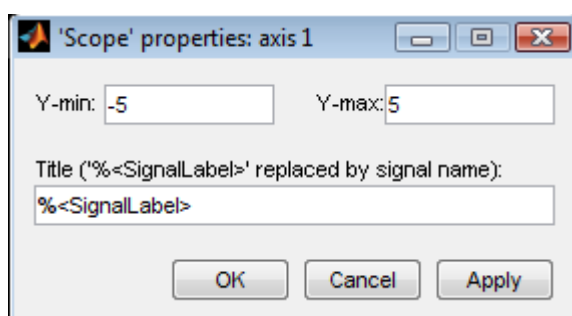 'Scope' properties: axis 1
Y-min: -5 Y-max: 5
Title ('%<SignalLabel>' replaced by signal name):
%<SignalLabel>
OK Cancel Apply